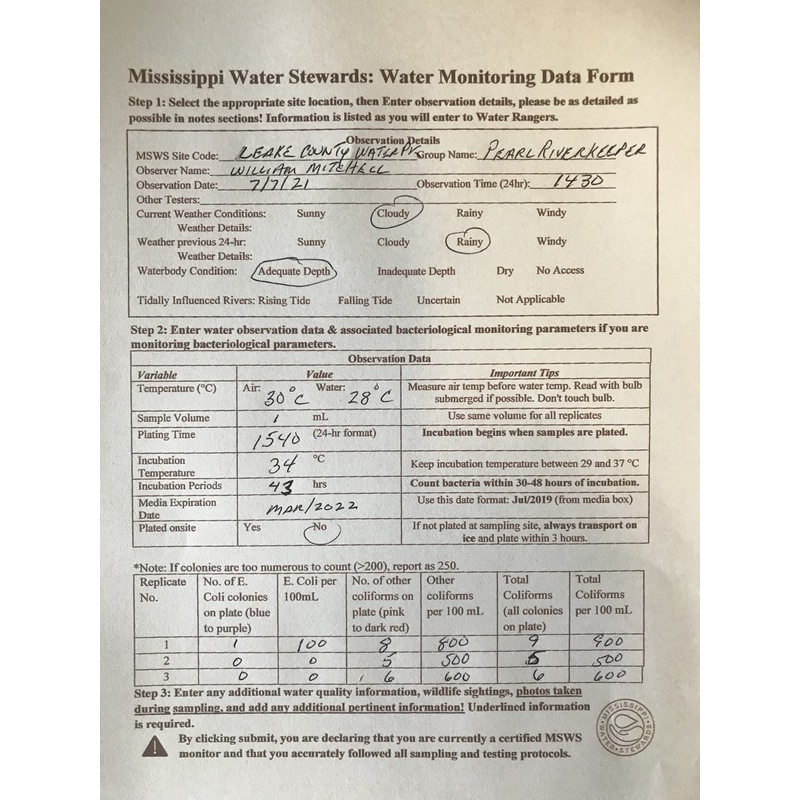 Mississippi Water Stewards: Water Monitoring Data Form
Step 1: Select the appropriate site location, then Enter observation details, please be as detailed as
possible in notes sections! Information is listed as you will enter to Water Rangers.
Observation Details
MSWS Site Code: LEAKE COUNTY WATER PK Group Name: PEARL RIVERKEEPER
Observer Name: WILLIAM MITCHELL
Observation Date: 7/7/21 Observation Time (24hr): 1430
Other Testers:
Current Weather Conditions: Sunny Cloudy Rainy Windy
Weather Details:
Weather previous 24-hr: Sunny Cloudy Rainy Windy
Weather Details:
Waterbody Condition: Adequate Depth Inadequate Depth Dry No Access
Tidally Influenced Rivers: Rising Tide Falling Tide Uncertain Not Applicable
Step 2: Enter water observation data & associated bacteriological monitoring parameters if you are
monitoring bacteriological parameters.
Observation Data
Variable Value Important Tips
Temperature (°C) Air: 30°C Water: 28°C Measure air temp before water temp. Read with bulb
submerged if possible. Don't touch bulb.
Sample Volume 1 mL Use same volume for all replicates
Plating Time 1540 (24-hr format) Incubation begins when samples are plated.
Incubation
Temperature 34 °C Keep incubation temperature between 29 and 37 °C
Incubation Periods 43 hrs Count bacteria within 30-48 hours of incubation.
Media Expiration
Date MAR/2022 Use this date format: Jul/2019 (from media box)
Plated onsite Yes No If not plated at sampling site, always transport on
ice and plate within 3 hours.
*Note: If colonies are too numerous to count (>200), report as 250.
Replicate No. of E. E. Coli per No. of other Other Total Total
No. Coli colonies 100mL coliforms on coliforms Coliforms Coliforms
on plate (blue plate (pink per 100 mL (all colonies per 100 mL
to purple) to dark red) on plate)
1 1 100 8 800 9 900
2 0 0 5 500 5 500
3 0 0 6 600 6 600
Step 3: Enter any additional water quality information, wildlife sightings, photos taken
during sampling, and add any additional pertinent information! Underlined information
is required.
By clicking submit, you are declaring that you are currently a certified MSWS
monitor and that you accurately followed all sampling and testing protocols.
MISSISSIPPI
WATER STEWARDS